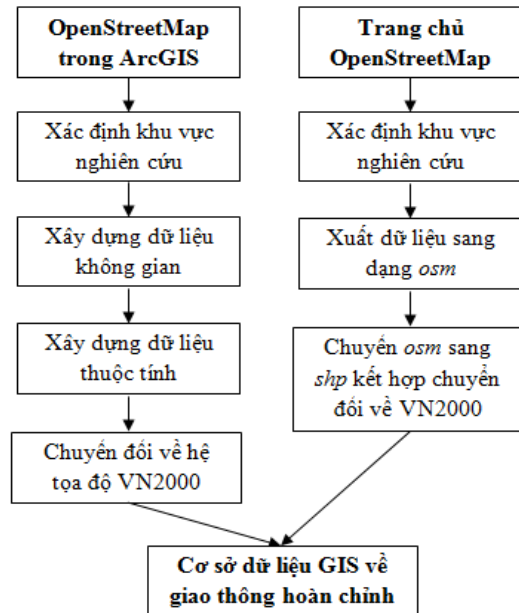 OpenStreetMap
trong ArcGIS
Xác định khu vực
nghiên cứu
Xây dựng dữ liệu
không gian
Xây dựng dữ liệu
thuộc tính
Chuyển đổi về hệ
tọa độ VN2000
Trang chủ
OpenStreetMap
Xác định khu vực
nghiên cứu
Xuất dữ liệu sang
dạng osm
Chuyển osm sang
shp kết hợp chuyển
đổi về VN2000
Cơ sở dữ liệu GIS về
giao thông hoàn chỉnh